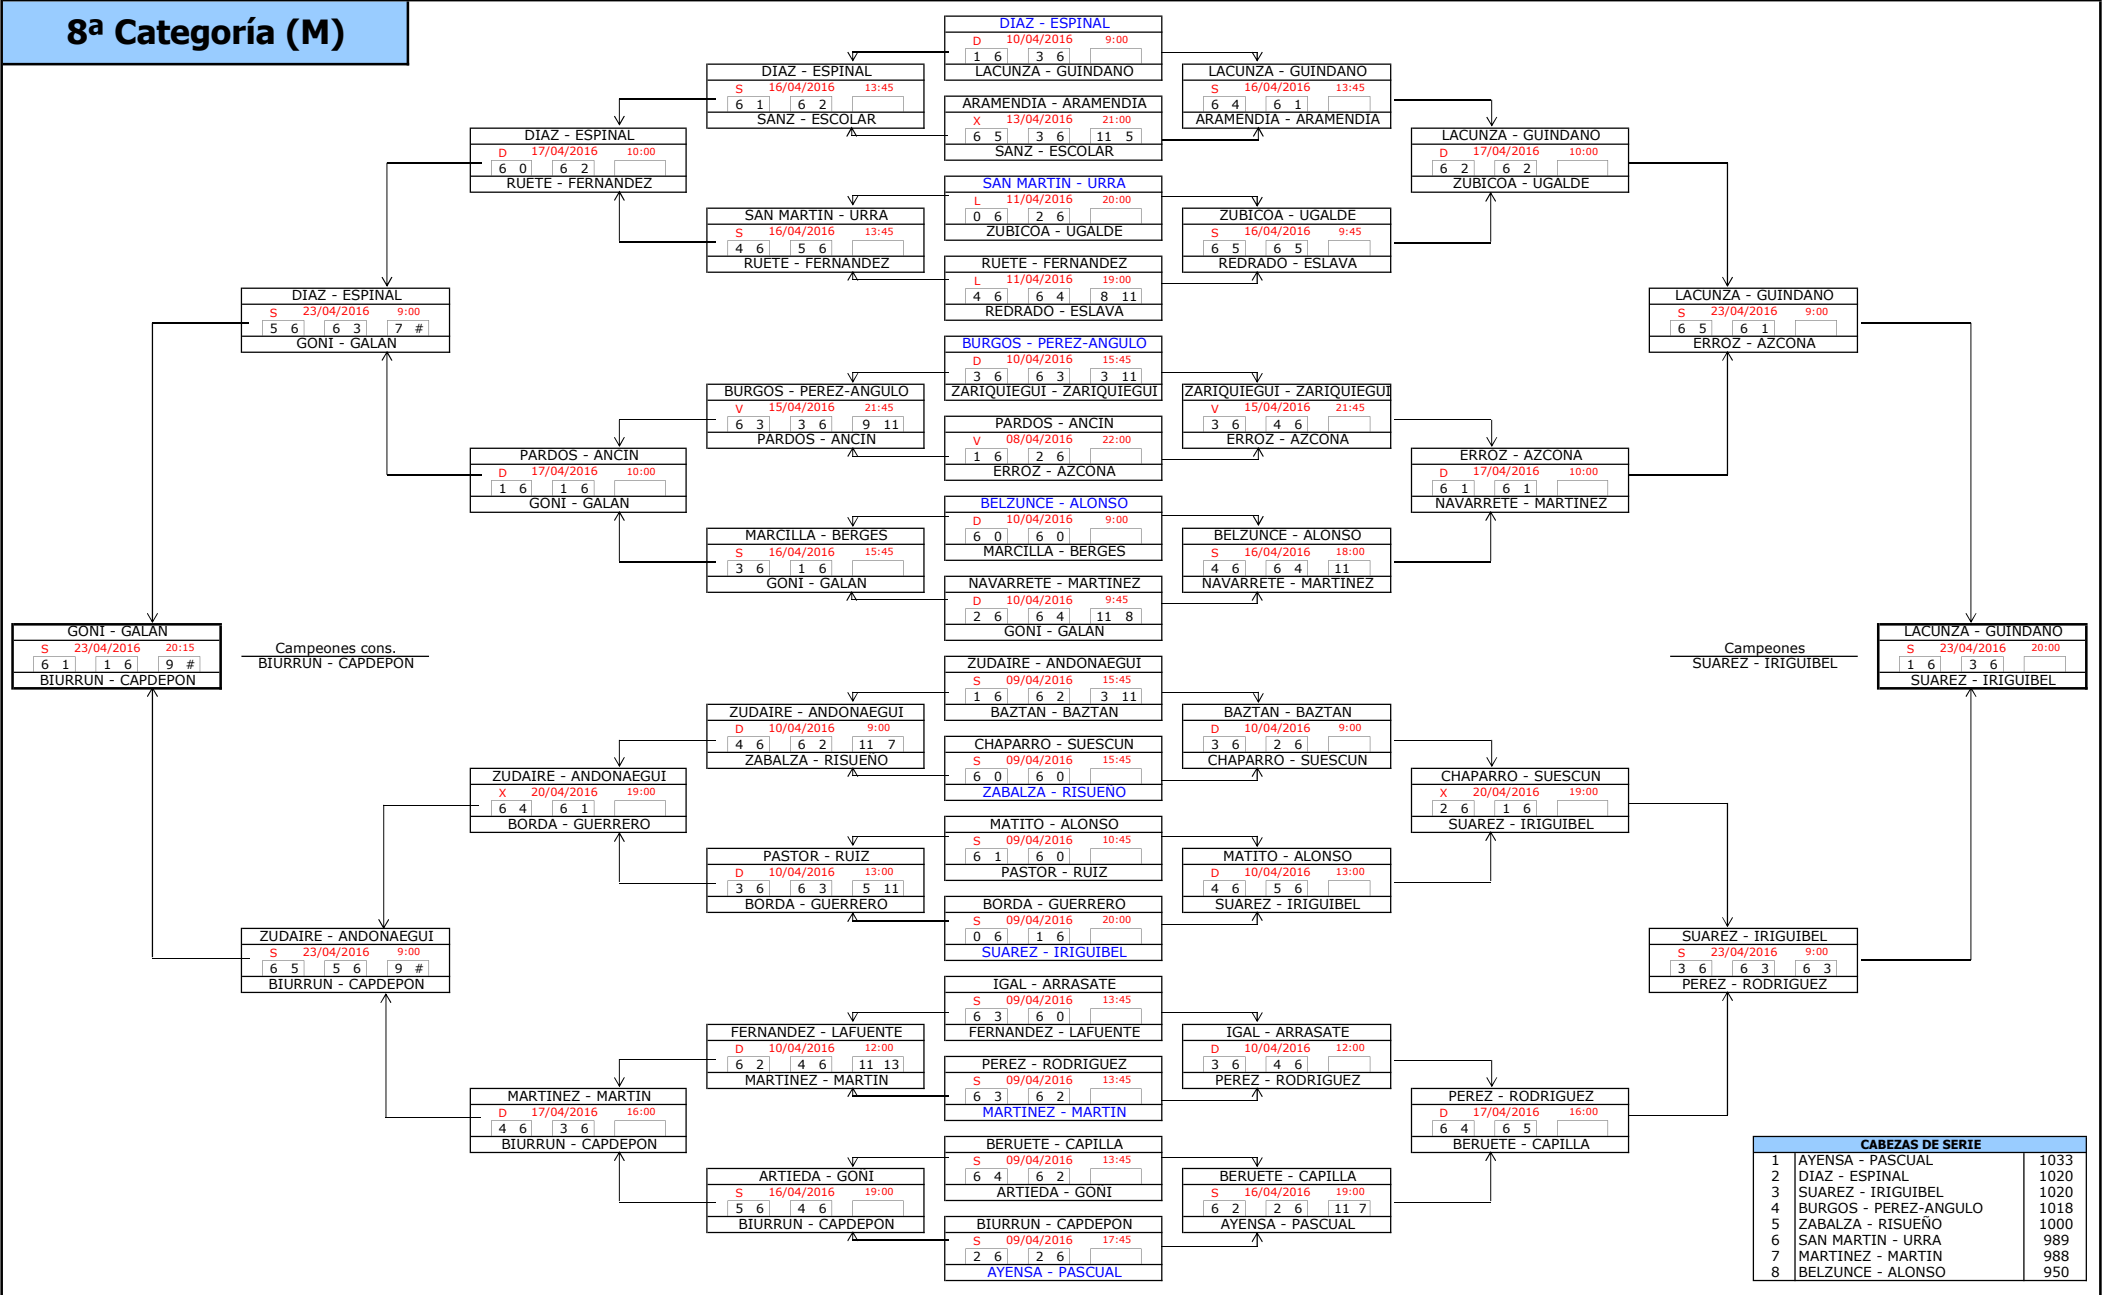 8ª Categoría (M)
DIAZ - ESPINAL
D 10/04/2016 9:00
1 6 3 6
LACUNZA - GUINDANO
ARAMENDIA - ARAMENDIA
X 13/04/2016 21:00
6 5 3 6 11 5
SANZ - ESCOLAR
SAN MARTIN - URRA
L 11/04/2016 20:00
0 6 2 6
ZUBICOA - UGALDE
RUETE - FERNANDEZ
L 11/04/2016 19:00
4 6 6 4 8 11
REDRADO - ESLAVA
BURGOS - PEREZ-ANGULO
D 10/04/2016 15:45
3 6 6 3 3 11
ZARIQUIEGUI - ZARIQUIEGUI
PARDOS - ANCIN
V 08/04/2016 22:00
1 6 2 6
ERROZ - AZCONA
BELZUNCE - ALONSO
D 10/04/2016 9:00
6 0 6 0
MARCILLA - BERGES
NAVARRETE - MARTINEZ
D 10/04/2016 9:45
2 6 6 4 11 8
GOÑI - GALAN
ZUDAIRE - ANDONAEGUI
S 09/04/2016 15:45
1 6 6 2 3 11
BAZTAN - BAZTAN
CHAPARRO - SUESCUN
S 09/04/2016 15:45
6 0 6 0
ZABALZA - RISUEÑO
MATITO - ALONSO
S 09/04/2016 10:45
6 1 6 0
PASTOR - RUIZ
BORDA - GUERRERO
S 09/04/2016 20:00
0 6 1 6
SUAREZ - IRIGUIBEL
IGAL - ARRASATE
S 09/04/2016 13:45
6 3 6 0
FERNANDEZ - LAFUENTE
PEREZ - RODRIGUEZ
S 09/04/2016 13:45
6 3 6 2
MARTINEZ - MARTIN
BERUETE - CAPILLA
S 09/04/2016 13:45
6 4 6 2
ARTIEDA - GOÑI
BIURRUN - CAPDEPON
S 09/04/2016 17:45
2 6 2 6
AYENSA - PASCUAL
DIAZ - ESPINAL
S 16/04/2016 13:45
6 1 6 2
SANZ - ESCOLAR
SAN MARTIN - URRA
S 16/04/2016 13:45
4 6 5 6
RUETE - FERNANDEZ
BURGOS - PEREZ-ANGULO
V 15/04/2016 21:45
6 3 3 6 9 11
PARDOS - ANCIN
MARCILLA - BERGES
S 16/04/2016 15:45
3 6 1 6
GOÑI - GALAN
ZUDAIRE - ANDONAEGUI
D 10/04/2016 9:00
4 6 6 2 11 7
ZABALZA - RISUEÑO
PASTOR - RUIZ
D 10/04/2016 13:00
3 6 6 3 5 11
BORDA - GUERRERO
FERNANDEZ - LAFUENTE
D 10/04/2016 12:00
6 2 4 6 11 13
MARTINEZ - MARTIN
ARTIEDA - GOÑI
S 16/04/2016 19:00
5 6 4 6
BIURRUN - CAPDEPON
DIAZ - ESPINAL
D 17/04/2016 10:00
6 0 6 2
RUETE - FERNANDEZ
PARDOS - ANCIN
D 17/04/2016 10:00
1 6 1 6
GOÑI - GALAN
ZUDAIRE - ANDONAEGUI
X 20/04/2016 19:00
6 4 6 1
BORDA - GUERRERO
MARTINEZ - MARTIN
D 17/04/2016 16:00
4 6 3 6
BIURRUN - CAPDEPON
DIAZ - ESPINAL
S 23/04/2016 9:00
5 6 6 3 7 #
GOÑI - GALAN
ZUDAIRE - ANDONAEGUI
S 23/04/2016 9:00
6 5 5 6 9 #
BIURRUN - CAPDEPON
GOÑI - GALAN
S 23/04/2016 20:15
6 1 1 6 9 #
BIURRUN - CAPDEPON
Campeones cons.
BIURRUN - CAPDEPON
LACUNZA - GUINDANO
S 16/04/2016 13:45
6 4 6 1
ARAMENDIA - ARAMENDIA
ZUBICOA - UGALDE
S 16/04/2016 9:45
6 5 6 5
REDRADO - ESLAVA
ZARIQUIEGUI - ZARIQUIEGUI
V 15/04/2016 21:45
3 6 4 6
ERROZ - AZCONA
BELZUNCE - ALONSO
S 16/04/2016 18:00
4 6 6 4 11
NAVARRETE - MARTINEZ
BAZTAN - BAZTAN
D 10/04/2016 9:00
3 6 2 6
CHAPARRO - SUESCUN
MATITO - ALONSO
D 10/04/2016 13:00
4 6 5 6
SUAREZ - IRIGUIBEL
IGAL - ARRASATE
D 10/04/2016 12:00
3 6 4 6
PEREZ - RODRIGUEZ
BERUETE - CAPILLA
S 16/04/2016 19:00
6 2 2 6 11 7
AYENSA - PASCUAL
LACUNZA - GUINDANO
D 17/04/2016 10:00
6 2 6 2
ZUBICOA - UGALDE
ERROZ - AZCONA
D 17/04/2016 10:00
6 1 6 1
NAVARRETE - MARTINEZ
CHAPARRO - SUESCUN
X 20/04/2016 19:00
2 6 1 6
SUAREZ - IRIGUIBEL
PEREZ - RODRIGUEZ
D 17/04/2016 16:00
6 4 6 5
BERUETE - CAPILLA
LACUNZA - GUINDANO
S 23/04/2016 9:00
6 5 6 1
ERROZ - AZCONA
SUAREZ - IRIGUIBEL
S 23/04/2016 9:00
3 6 6 3 6 3
PEREZ - RODRIGUEZ
Campeones
SUAREZ - IRIGUIBEL
LACUNZA - GUINDANO
S 23/04/2016 20:00
1 6 3 6
SUAREZ - IRIGUIBEL
CABEZAS DE SERIE
1 AYENSA - PASCUAL 1033
2 DIAZ - ESPINAL 1020
3 SUAREZ - IRIGUIBEL 1020
4 BURGOS - PEREZ-ANGULO 1018
5 ZABALZA - RISUEÑO 1000
6 SAN MARTIN - URRA 989
7 MARTINEZ - MARTIN 988
8 BELZUNCE - ALONSO 950